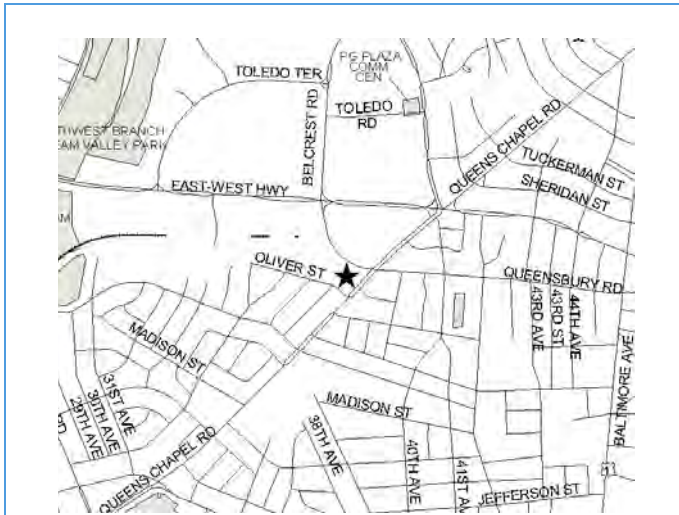 PG PLAZA
COMM
CEN
TOLEDO TER
TOLEDO
RD
BELCREST RD
QUEENS CHAPEL RD
BRANCH
VALLEY PARK
TUCKERMAN ST
EAST-WEST HWY
SHERIDAN ST
OLIVER ST
QUEENSBURY RD
43RD AVE
43RD ST
44TH AVE
MADISON ST
31ST AVE
30TH AVE
29TH AVE
BALTIMORE AVE
MADISON ST
38TH AVE
40TH AVE
41ST AV
QUEENS CHAPEL RD
JEFFERSON ST